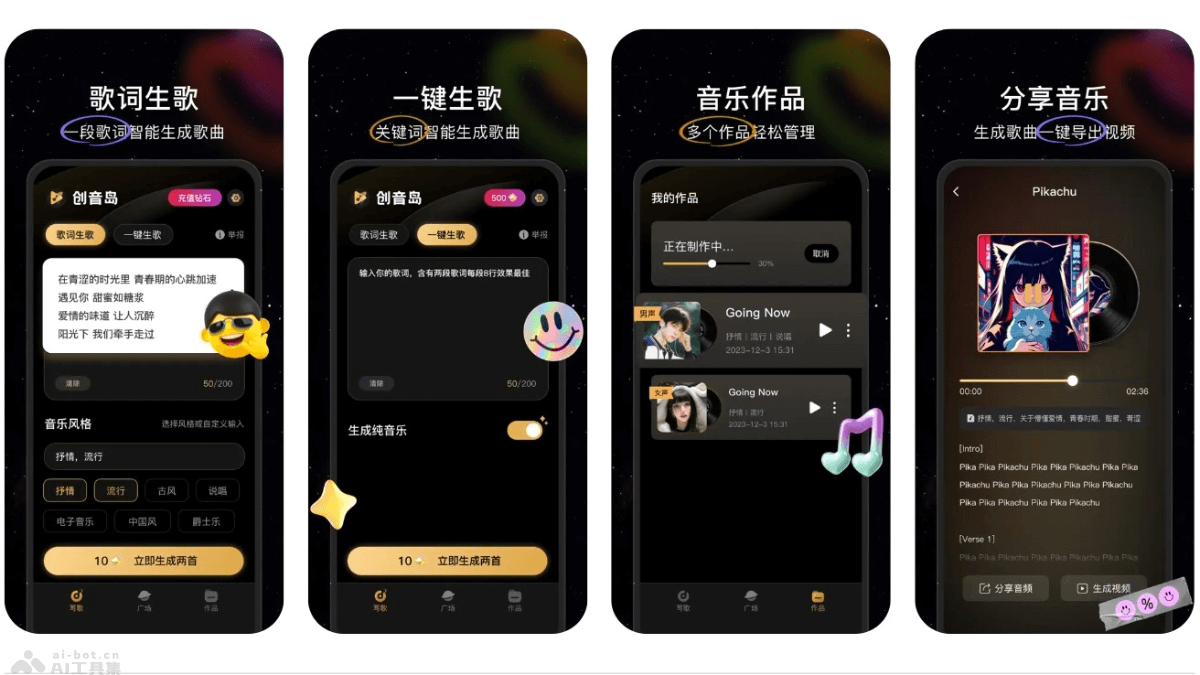 歌词生歌
一段歌词智能生成歌曲
创音岛
充值钻石
歌词生歌
一键生歌
举报
在青涩的时光里 青春期的心跳加速
遇见你 甜蜜如糖浆
爱情的味道 让人沉醉
阳光下 我们牵手走过
清除
50/200
音乐风格
选择风格或自定义输入
抒情，流行
抒情
流行
古风
说唱
电子音乐
中国风
爵士乐
10 立即生成两首
写歌
广场
作品
一键生歌
关键词智能生成歌曲
创音岛
500
歌词生歌
一键生歌
举报
输入你的歌词，含有两段歌词每段8行效果最佳
清除
50/200
生成纯音乐
10 立即生成两首
写歌
广场
作品
音乐作品
多个作品轻松管理
我的作品
正在制作中...
30%
取消
男声
Going Now
抒情 | 流行 | 说唱
2023-12-3 15:31
女声
Going Now
抒情 | 流行
2023-12-3 15:31
写歌
广场
作品
分享音乐
生成歌曲一键导出视频
Pikachu
00:00
02:36
抒情、流行、关于懵懂爱情、青春时期、甜蜜、青涩
[Intro]
Pika Pika Pikachu Pika Pika Pikachu Pika Pika
Pikachu Pika Pika Pikachu Pika Pika Pikachu
Pika Pika Pikachu Pika Pika Pikachu
[Verse 1]
Pika Pika Pikachu Pika Pika Pikachu Pika Pika
分享音频
生成视频
%
ai-bot.cn
AI工具集